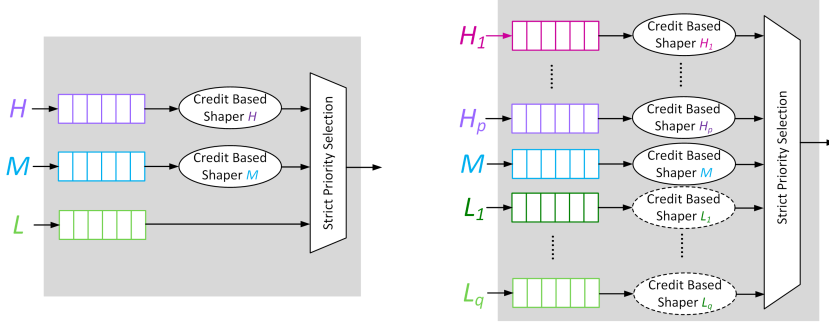 H
Credit Based
Shaper H
M
Credit Based
Shaper M
L
Strict Priority Selection
H1
Credit Based
Shaper H1
Hp
Credit Based
Shaper Hp
M
Credit Based
Shaper M
L1
Credit Based
Shaper L1
Lq
Credit Based
Shaper Lq
Strict Priority Selection